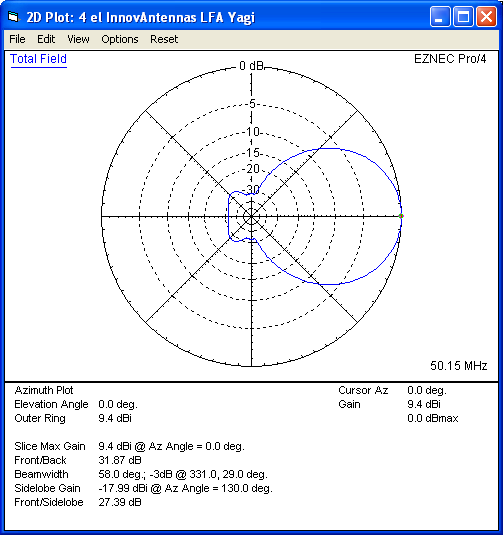 2D Plot: 4 el InnovAntennas LFA Yagi
File Edit View Options Reset
Total Field
0 dB
EZNEC Pro/4
-5
-10
-15
-20
-30
50.15 MHz
Azimuth Plot
Cursor Az 0.0 deg.
Elevation Angle 0.0 deg.
Gain 9.4 dBi
Outer Ring 9.4 dBi
0.0 dBmax
Slice Max Gain 9.4 dBi @ Az Angle = 0.0 deg.
Front/Back 31.87 dB
Beamwidth 58.0 deg.; -3dB @ 331.0, 29.0 deg.
Sidelobe Gain -17.99 dBi @ Az Angle = 130.0 deg.
Front/Sidelobe 27.39 dB